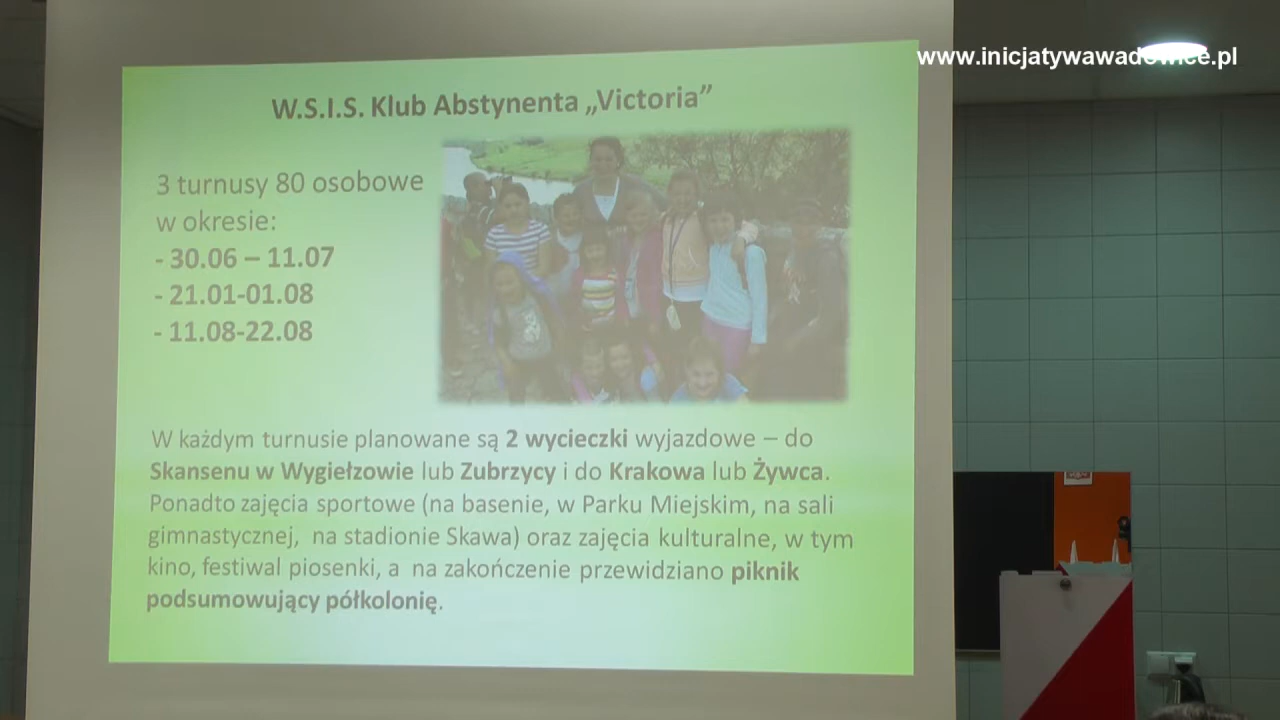 www.inicjatywawadowice.pl
W.S.I.S. Klub Abstynenta „Victoria”
3 turnusy 80 osobowe
w okresie:
- 30.06 – 11.07
- 21.01-01.08
- 11.08-22.08
W każdym turnusie planowane są 2 wycieczki wyjazdowe – do
Skansenu w Wygiełzowie lub Zubrzycy i do Krakowa lub Żywca.
Ponadto zajęcia sportowe (na basenie, w Parku Miejskim, na sali
gimnastycznej, na stadionie Skawa) oraz zajęcia kulturalne, w tym
kino, festiwal piosenki, a na zakończenie przewidziano piknik
podsumowujący półkolonię.